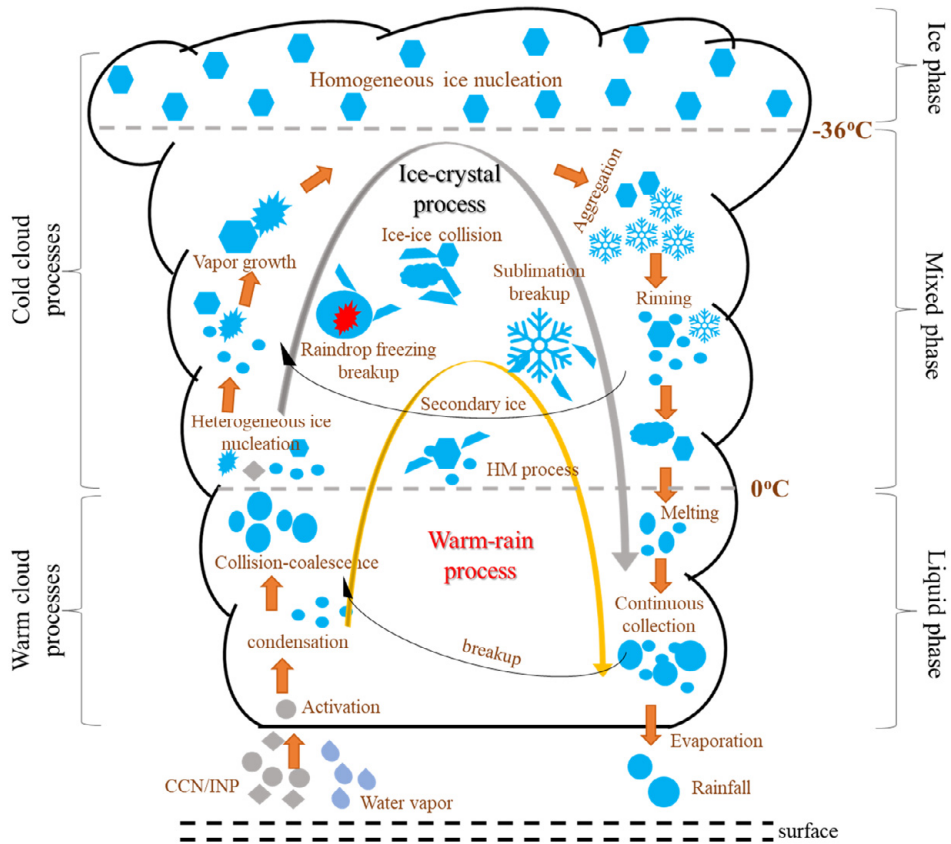 Ice phase
Homogeneous ice nucleation
-36°C
Ice-crystal
process
Aggregation
Ice-ice collision
Cold cloud
processes
Vapor growth
Sublimation
breakup
Mixed phase
Riming
Raindrop freezing
breakup
Secondary ice
Heterogeneous ice
nucleation
HM process
0°C
Melting
Warm-rain
process
Collision-coalescence
Warm cloud
processes
Continuous
collection
Liquid phase
condensation
breakup
Activation
Evaporation
CCN/INP
Water vapor
Rainfall
surface